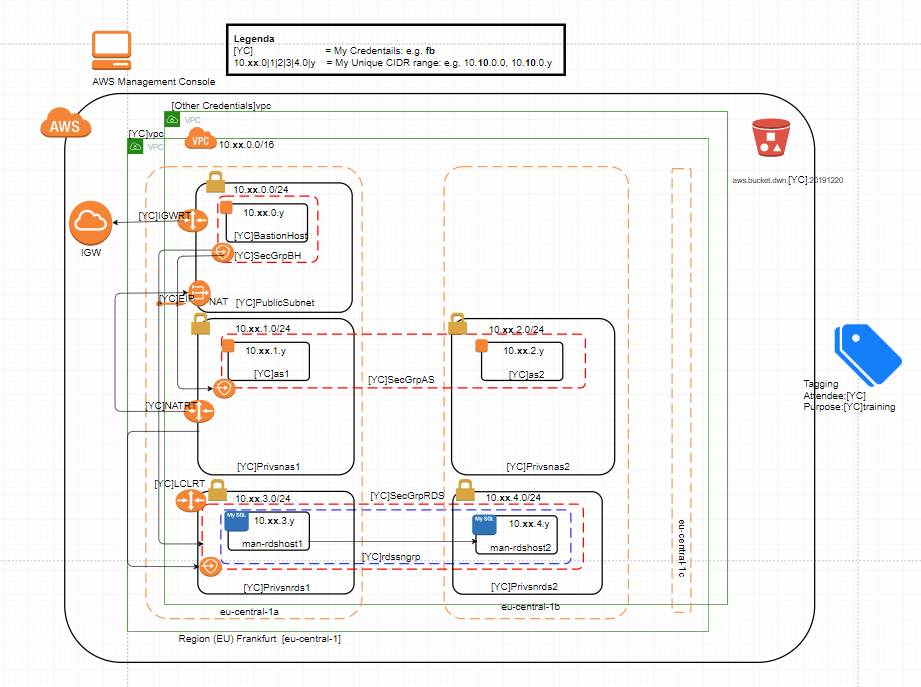 Legenda
[YC] = My Credentails: e.g. fb
10.xx.0|1|2|3|4.0|y = My Unique CIDR range: e.g. 10.10.0.0, 10.10.0.y
AWS Management Console
[Other Credentials]vpc
VPC
AWS
[YC]vpc
VPC
VPC
10.xx.0.0/16
aws.bucket.dwn.[YC].20191220
10.xx.0.0/24
10.xx.0.y
[YC]IGWRT
[YC]BastionHost
IGW
[YC]SecGrpBH
[YC]EIP
NAT
[YC]PublicSubnet
10.xx.1.0/24
10.xx.2.0/24
10.xx.1.y
10.xx.2.y
[YC]as1
[YC]SecGrpAS
[YC]as2
Tagging
Attendee:[YC]
Purpose:[YC]training
[YC]NATRT
[YC]Privsnas1
[YC]Privsnas2
[YC]LCLRT
10.xx.3.0/24
[YC]SecGrpRDS
10.xx.4.0/24
My SQL
10.xx.3.y
My SQL
10.xx.4.y
man-rdshost1
man-rdshost2
[YC]rdssngrp
eu-central-1c
[YC]Privsnrds1
[YC]Privsnrds2
eu-central-1a
eu-central-1b
Region (EU) Frankfurt [eu-central-1]